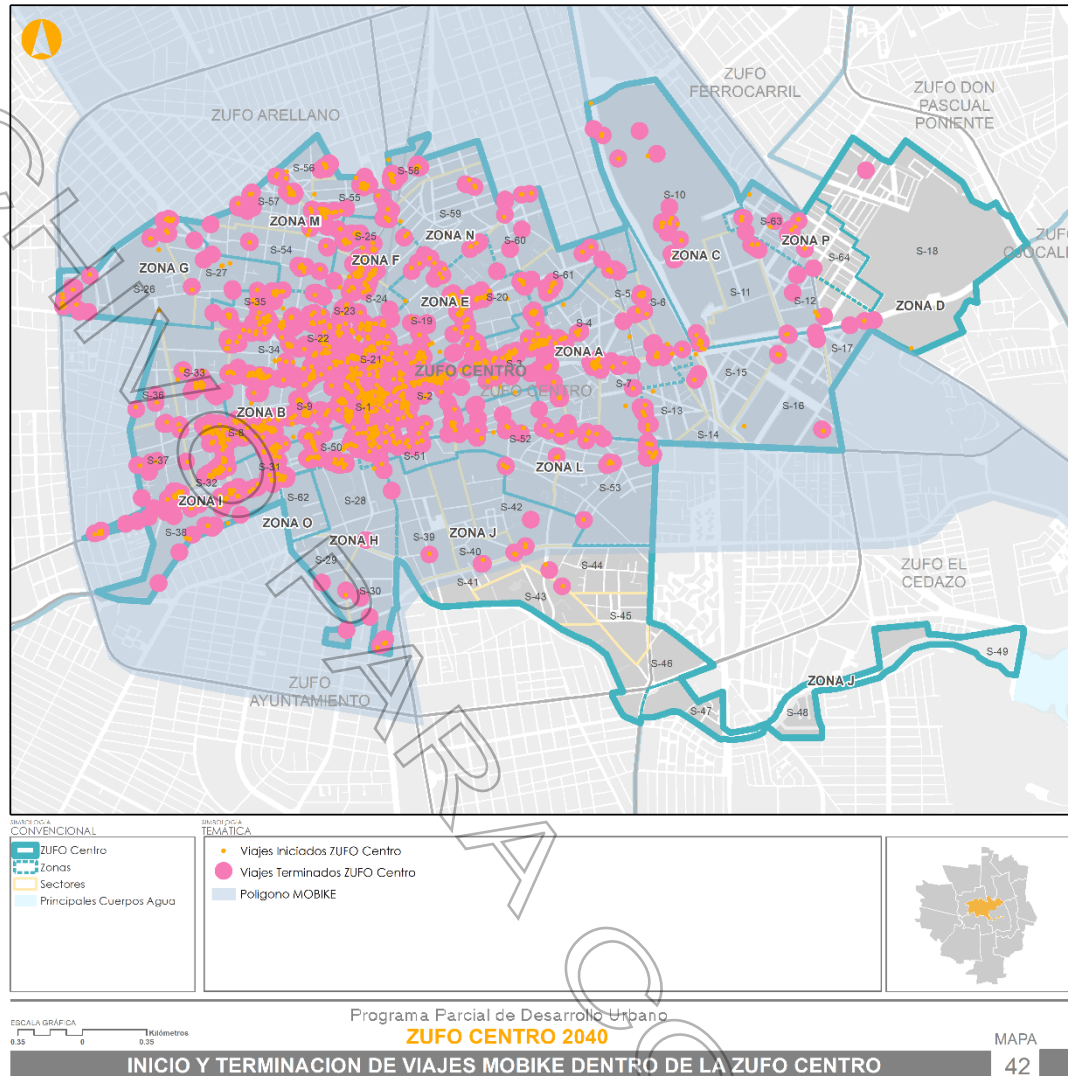 ZUFO ARELLANO
ZUFO
FERROCARRIL
ZUFO DON
PASCUAL
PONIENTE
S-56
S-58
S-57
S-55
S-10
ZONA M
S-59
S-63
S-25
ZONA N
ZONA P
S-54
S-60
S-18
ZONA F
ZONA C
S-64
ZONA G
S-27
S-61
S-26
S-24
S-5
S-11
S-35
ZONA E
S-20
S-6
S-12
ZONA D
S-23
S-19
S-4
S-22
S-34
S-17
S-21
ZONA A
S-3
ZUFO CENTRO
S-33
S-15
S-7
ZUFO CENTRO
S-36
S-2
S-9
S-1
S-16
ZONA B
S-13
S-8
S-14
S-52
S-50
S-51
S-31
S-37
ZONA L
S-32
S-53
S-62
S-28
ZONA I
S-42
ZONA O
S-38
ZONA J
ZONA H
S-39
S-40
S-29
S-44
ZUFO EL
CEDAZO
S-41
S-30
S-43
S-45
S-49
S-46
ZONA J
ZUFO
AYUNTAMIENTO
S-47
S-48
SIMBOLOGÍA
CONVENCIONAL
ZUFO Centro
Zonas
Sectores
Principales Cuerpos Agua
SIMBOLOGÍA
TEMÁTICA
Viajes Iniciados ZUFO Centro
Viajes Terminados ZUFO Centro
Poligono MOBIKE
ESCALA GRÁFICA
Kilómetros
0.35 0 0.35
Programa Parcial de Desarrollo Urbano
ZUFO CENTRO 2040
INICIO Y TERMINACION DE VIAJES MOBIKE DENTRO DE LA ZUFO CENTRO
MAPA
42